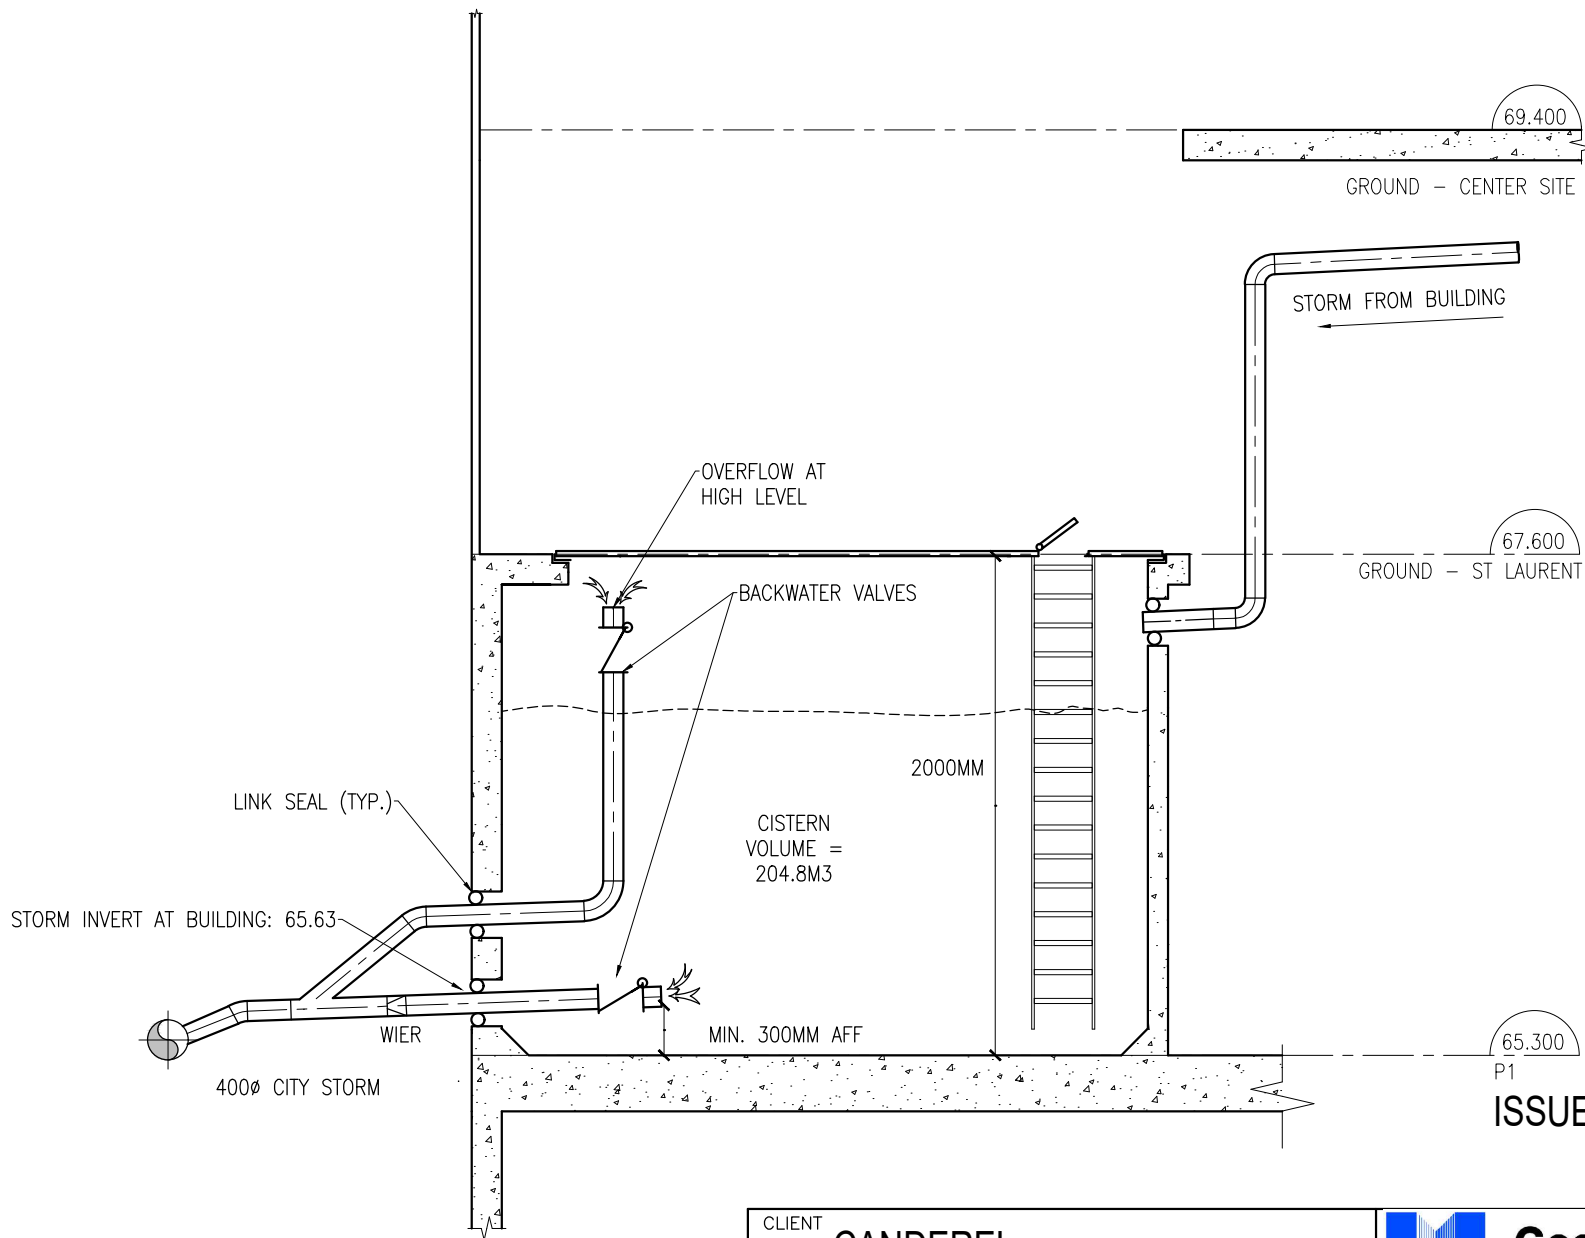 69.400
GROUND - CENTER SITE
STORM FROM BUILDING
OVERFLOW AT
HIGH LEVEL
67.600
GROUND - ST LAURENT
BACKWATER VALVES
2000MM
LINK SEAL (TYP.)
CISTERN
VOLUME =
204.8M3
STORM INVERT AT BUILDING: 65.63
WIER
MIN. 300MM AFF
65.300
P1
400ø CITY STORM
ISSUE
CLIENT